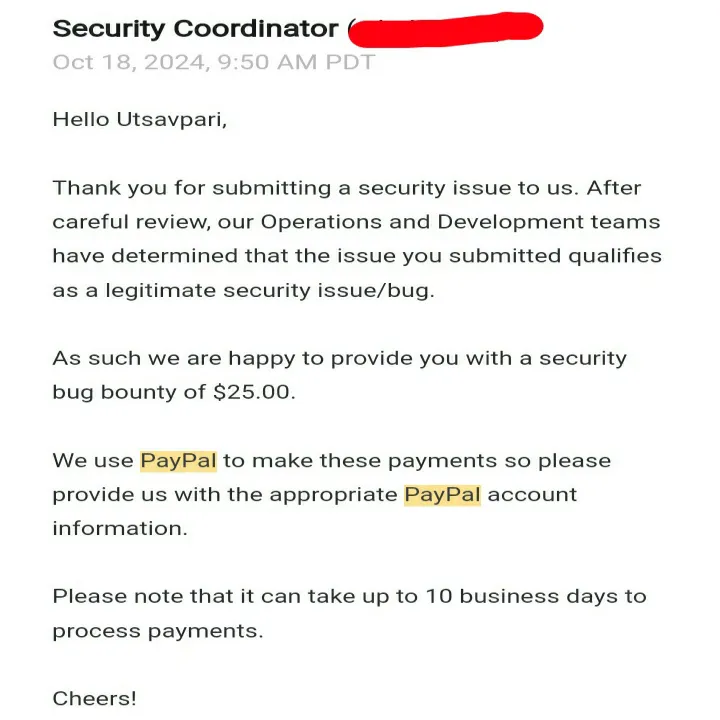 Security Coordinator (
Oct 18, 2024, 9:50 AM PDT
Hello Utsavpari,
Thank you for submitting a security issue to us. After
careful review, our Operations and Development teams
have determined that the issue you submitted qualifies
as a legitimate security issue/bug.
As such we are happy to provide you with a security
bug bounty of $25.00.
We use PayPal to make these payments so please
provide us with the appropriate PayPal account
information.
Please note that it can take up to 10 business days to
process payments.
Cheers!